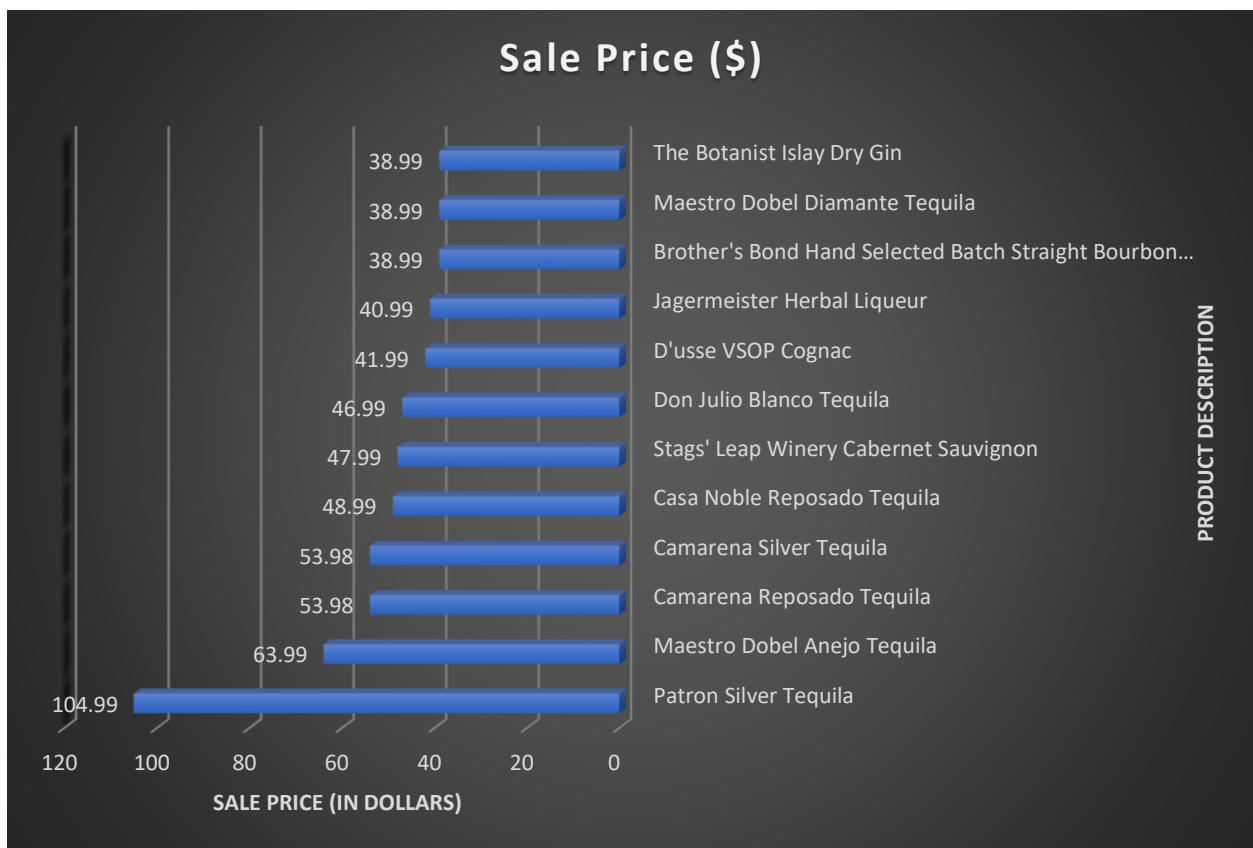 Sale Price ($)
38.99 The Botanist Islay Dry Gin
38.99 Maestro Dobel Diamante Tequila
38.99 Brother's Bond Hand Selected Batch Straight Bourbon…
40.99 Jagermeister Herbal Liqueur
41.99 D'usse VSOP Cognac
46.99 Don Julio Blanco Tequila
47.99 Stags' Leap Winery Cabernet Sauvignon
48.99 Casa Noble Reposado Tequila
53.98 Camarena Silver Tequila
53.98 Camarena Reposado Tequila
63.99 Maestro Dobel Anejo Tequila
104.99 Patron Silver Tequila
120 100 80 60 40 20 0
SALE PRICE (IN DOLLARS)
PRODUCT DESCRIPTION